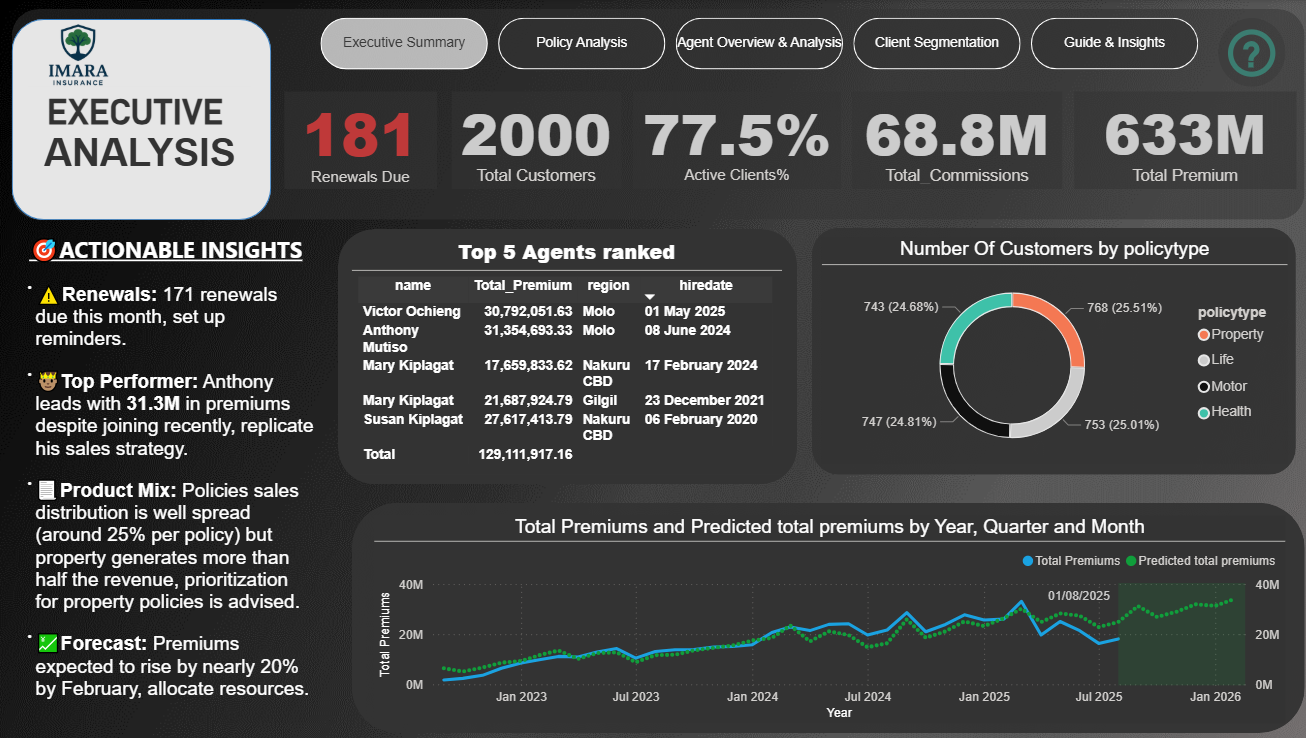 IMARA
INSURANCE
EXECUTIVE
ANALYSIS
Executive Summary
Policy Analysis
Agent Overview & Analysis
Client Segmentation
Guide & Insights
?
181
Renewals Due
2000
Total Customers
77.5%
Active Clients%
68.8M
Total_Commissions
633M
Total Premium
🎯 ACTIONABLE INSIGHTS
⚠️ Renewals: 171 renewals
due this month, set up
reminders.
Top Performer: Anthony
leads with 31.3M in premiums
despite joining recently, replicate
his sales strategy.
Product Mix: Policies sales
distribution is well spread
(around 25% per policy) but
property generates more than
half the revenue, prioritization
for property policies is advised.
💹 Forecast: Premiums
expected to rise by nearly 20%
by February, allocate resources.
Top 5 Agents ranked
name Total_Premium region hiredate
Victor Ochieng 30,792,051.63 Molo 01 May 2025
Anthony Mutiso 31,354,693.33 Molo 08 June 2024
Mary Kiplagat 17,659,833.62 Nakuru CBD 17 February 2024
Mary Kiplagat 21,687,924.79 Gilgil 23 December 2021
Susan Kiplagat 27,617,413.79 Nakuru CBD 06 February 2020
Total 129,111,917.16
Number Of Customers by policytype
743 (24.68%)
768 (25.51%)
747 (24.81%)
753 (25.01%)
policytype
Property
Life
Motor
Health
Total Premiums and Predicted total premiums by Year, Quarter and Month
Total Premiums Predicted total premiums
Total Premiums
40M
20M
0M
01/08/2025
40M
20M
0M
Jan 2023
Jul 2023
Jan 2024
Jul 2024
Jan 2025
Jul 2025
Jan 2026
Year